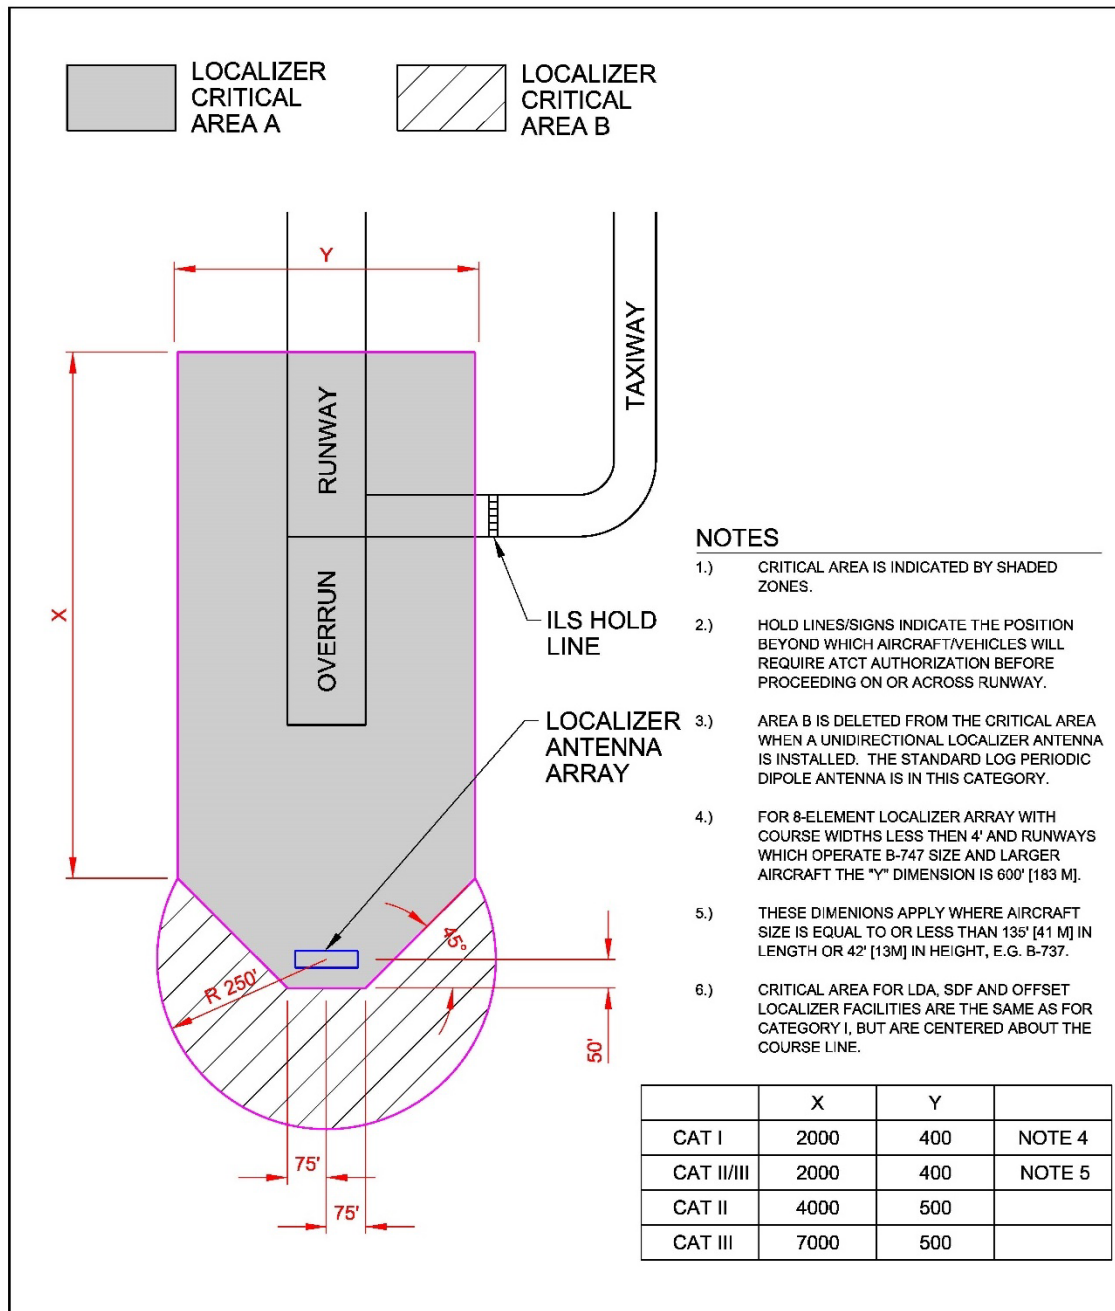 LOCALIZER
CRITICAL
AREA A
LOCALIZER
CRITICAL
AREA B
Y
X
RUNWAY
OVERRUN
TAXIWAY
ILS HOLD
LINE
LOCALIZER
ANTENNA
ARRAY
45°
R 250'
50'
75'
75'
NOTES
1.) CRITICAL AREA IS INDICATED BY SHADED
ZONES.
2.) HOLD LINES/SIGNS INDICATE THE POSITION
BEYOND WHICH AIRCRAFT/VEHICLES WILL
REQUIRE ATCT AUTHORIZATION BEFORE
PROCEEDING ON OR ACROSS RUNWAY.
3.) AREA B IS DELETED FROM THE CRITICAL AREA
WHEN A UNIDIRECTIONAL LOCALIZER ANTENNA
IS INSTALLED. THE STANDARD LOG PERIODIC
DIPOLE ANTENNA IS IN THIS CATEGORY.
4.) FOR 8-ELEMENT LOCALIZER ARRAY WITH
COURSE WIDTHS LESS THEN 4' AND RUNWAYS
WHICH OPERATE B-747 SIZE AND LARGER
AIRCRAFT THE "Y" DIMENSION IS 600' [183 M].
5.) THESE DIMENIONS APPLY WHERE AIRCRAFT
SIZE IS EQUAL TO OR LESS THAN 135' [41 M] IN
LENGTH OR 42' [13M] IN HEIGHT, E.G. B-737.
6.) CRITICAL AREA FOR LDA, SDF AND OFFSET
LOCALIZER FACILITIES ARE THE SAME AS FOR
CATEGORY I, BUT ARE CENTERED ABOUT THE
COURSE LINE.
X Y
CAT I 2000 400 NOTE 4
CAT II/III 2000 400 NOTE 5
CAT II 4000 500
CAT III 7000 500